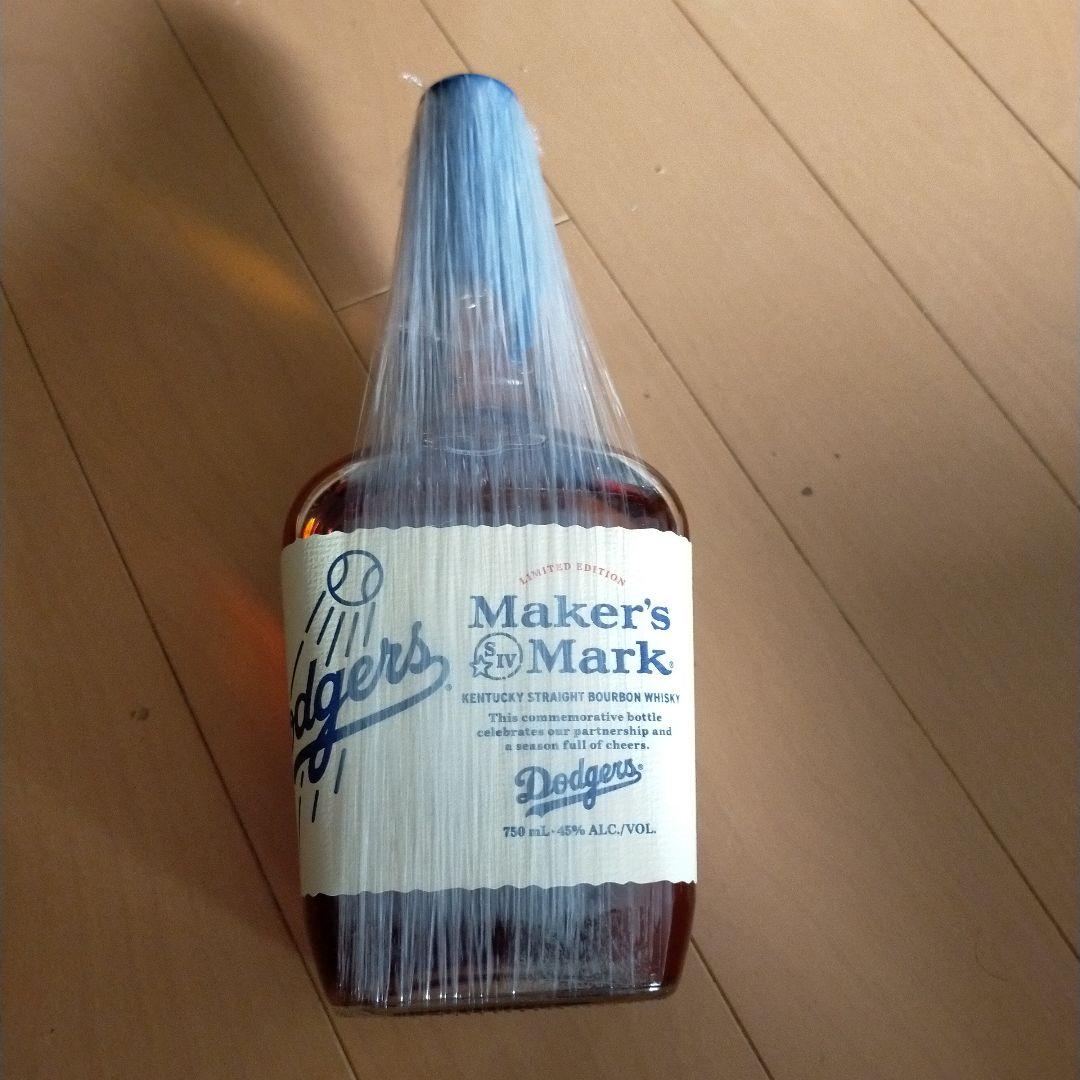 dgers
LIMITED EDITION
Maker's
S IV Mark
KENTUCKY STRAIGHT BOURBON WHISKY
This commemorative bottle
celebrates our partnership and
a season full of cheers.
Dodgers
750 mL · 45% ALC./VOL.